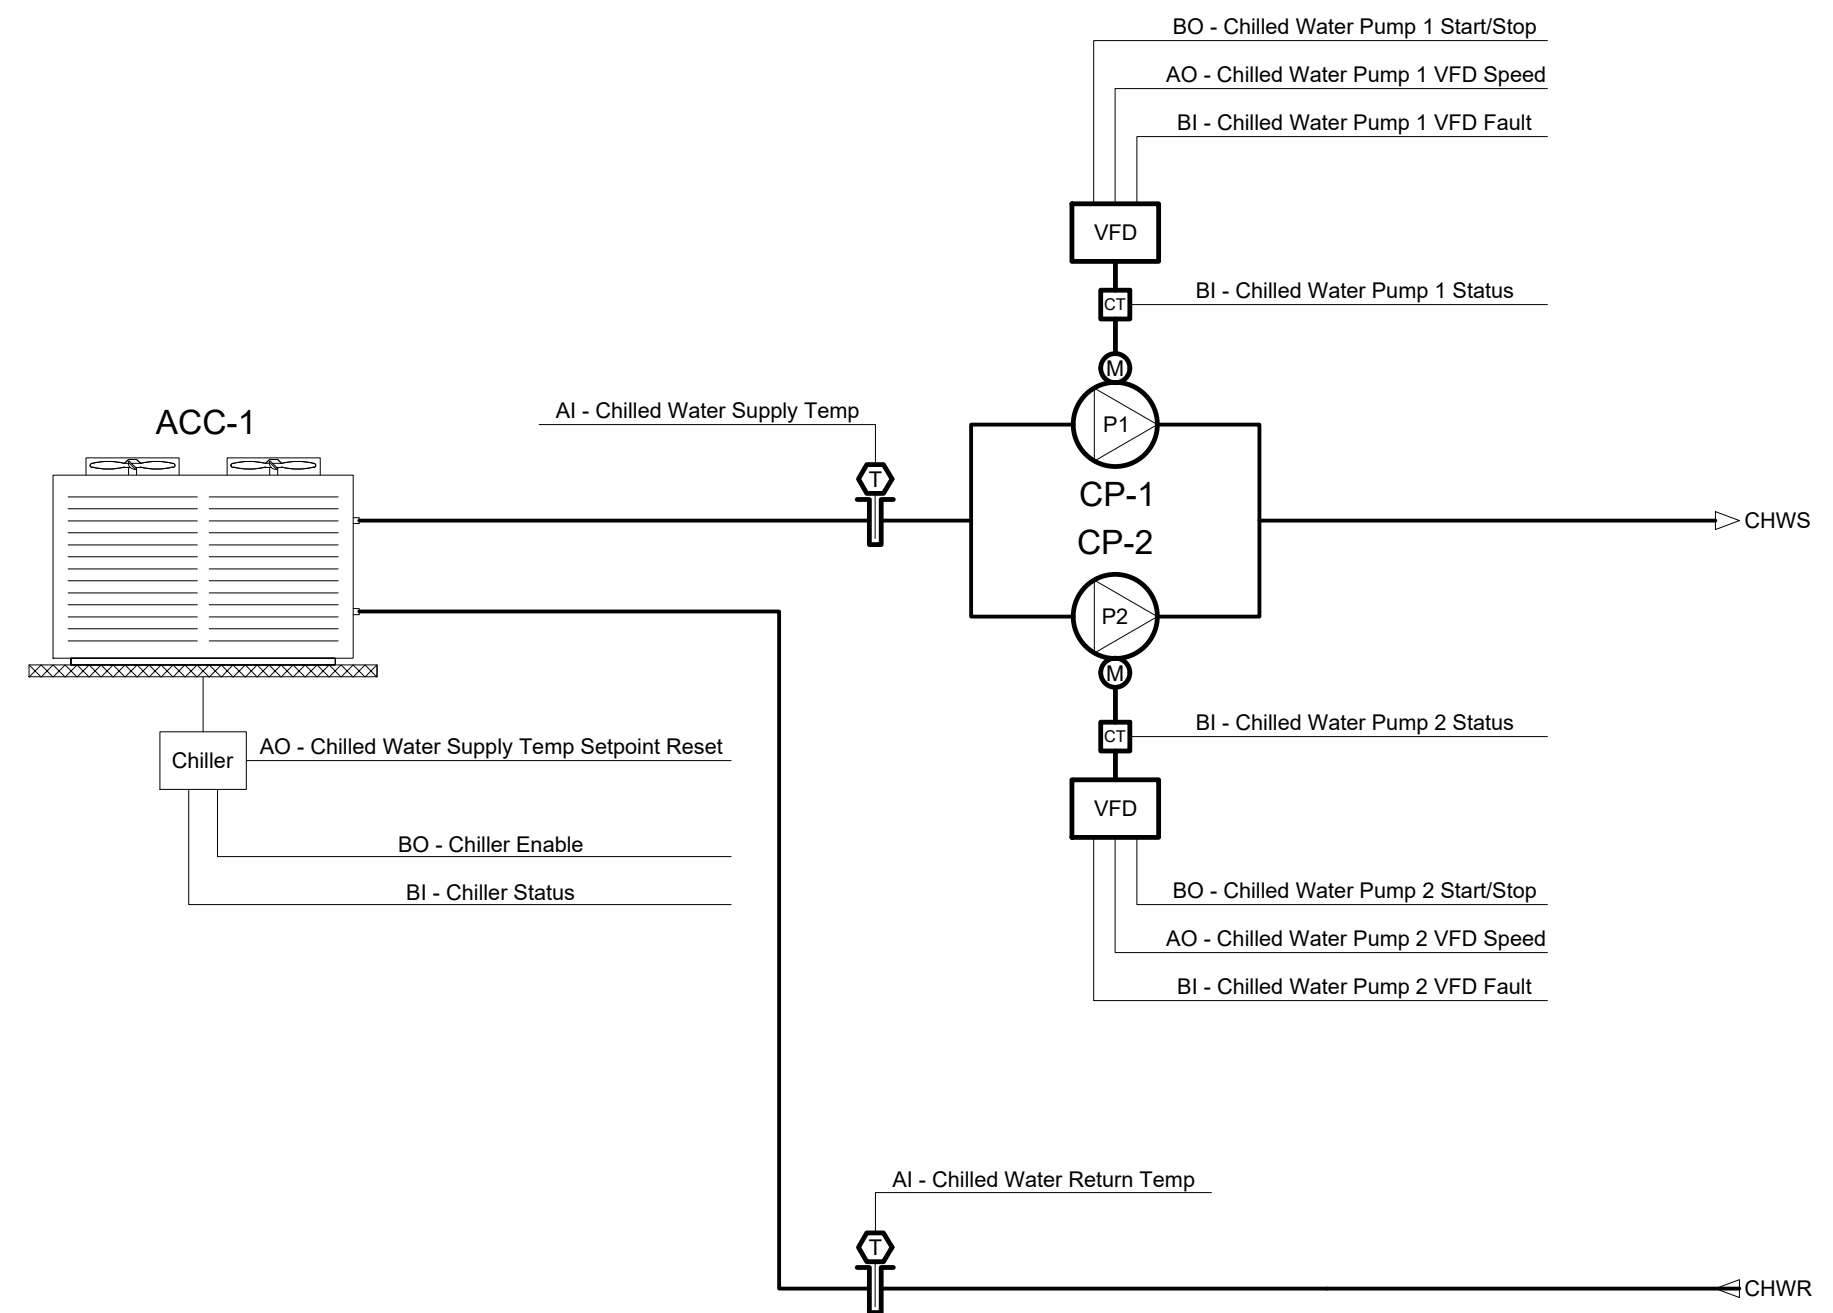 BO - Chilled Water Pump 1 Start/Stop
AO - Chilled Water Pump 1 VFD Speed
BI - Chilled Water Pump 1 VFD Fault
VFD
CT
BI - Chilled Water Pump 1 Status
M
AI - Chilled Water Supply Temp
ACC-1
P1
T
CP-1
CHWS
CP-2
P2
M
BI - Chilled Water Pump 2 Status
CT
AO - Chilled Water Supply Temp Setpoint Reset
Chiller
VFD
BO - Chiller Enable
BI - Chiller Status
BO - Chilled Water Pump 2 Start/Stop
AO - Chilled Water Pump 2 VFD Speed
BI - Chilled Water Pump 2 VFD Fault
AI - Chilled Water Return Temp
T
CHWR